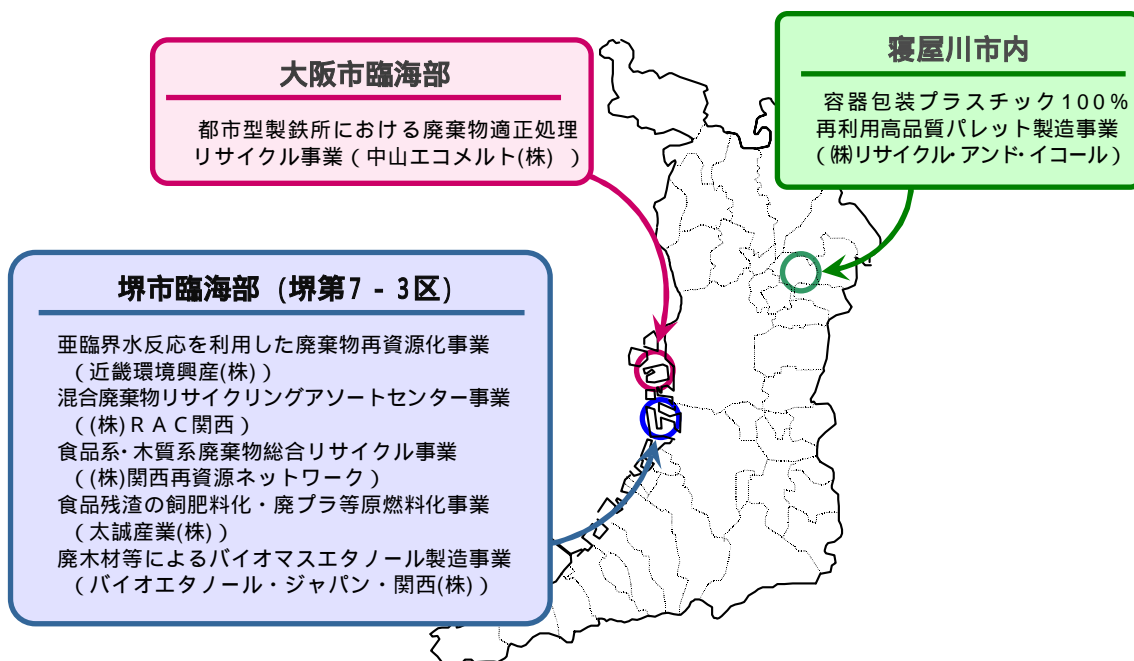 大阪市臨海部
都市型製鉄所における廃棄物適正処理
リサイクル事業（中山エコメルト(株) ）
寝屋川市内
容器包装プラスチック100％
再利用高品質パレット製造事業
（㈱リサイクル・アンド・イコール）
堺市臨海部（堺第7－3区）
亜臨界水反応を利用した廃棄物再資源化事業
（近畿環境興産(株)）
混合廃棄物リサイクリングアソートセンター事業
((株)ＲＡＣ関西）
食品系・木質系廃棄物総合リサイクル事業
((株)関西再資源ネットワーク）
食品残渣の飼肥料化・廃プラ等原燃料化事業
（太誠産業(株)）
廃木材等によるバイオマスエタノール製造事業
（バイオエタノール・ジャパン・関西(株)）